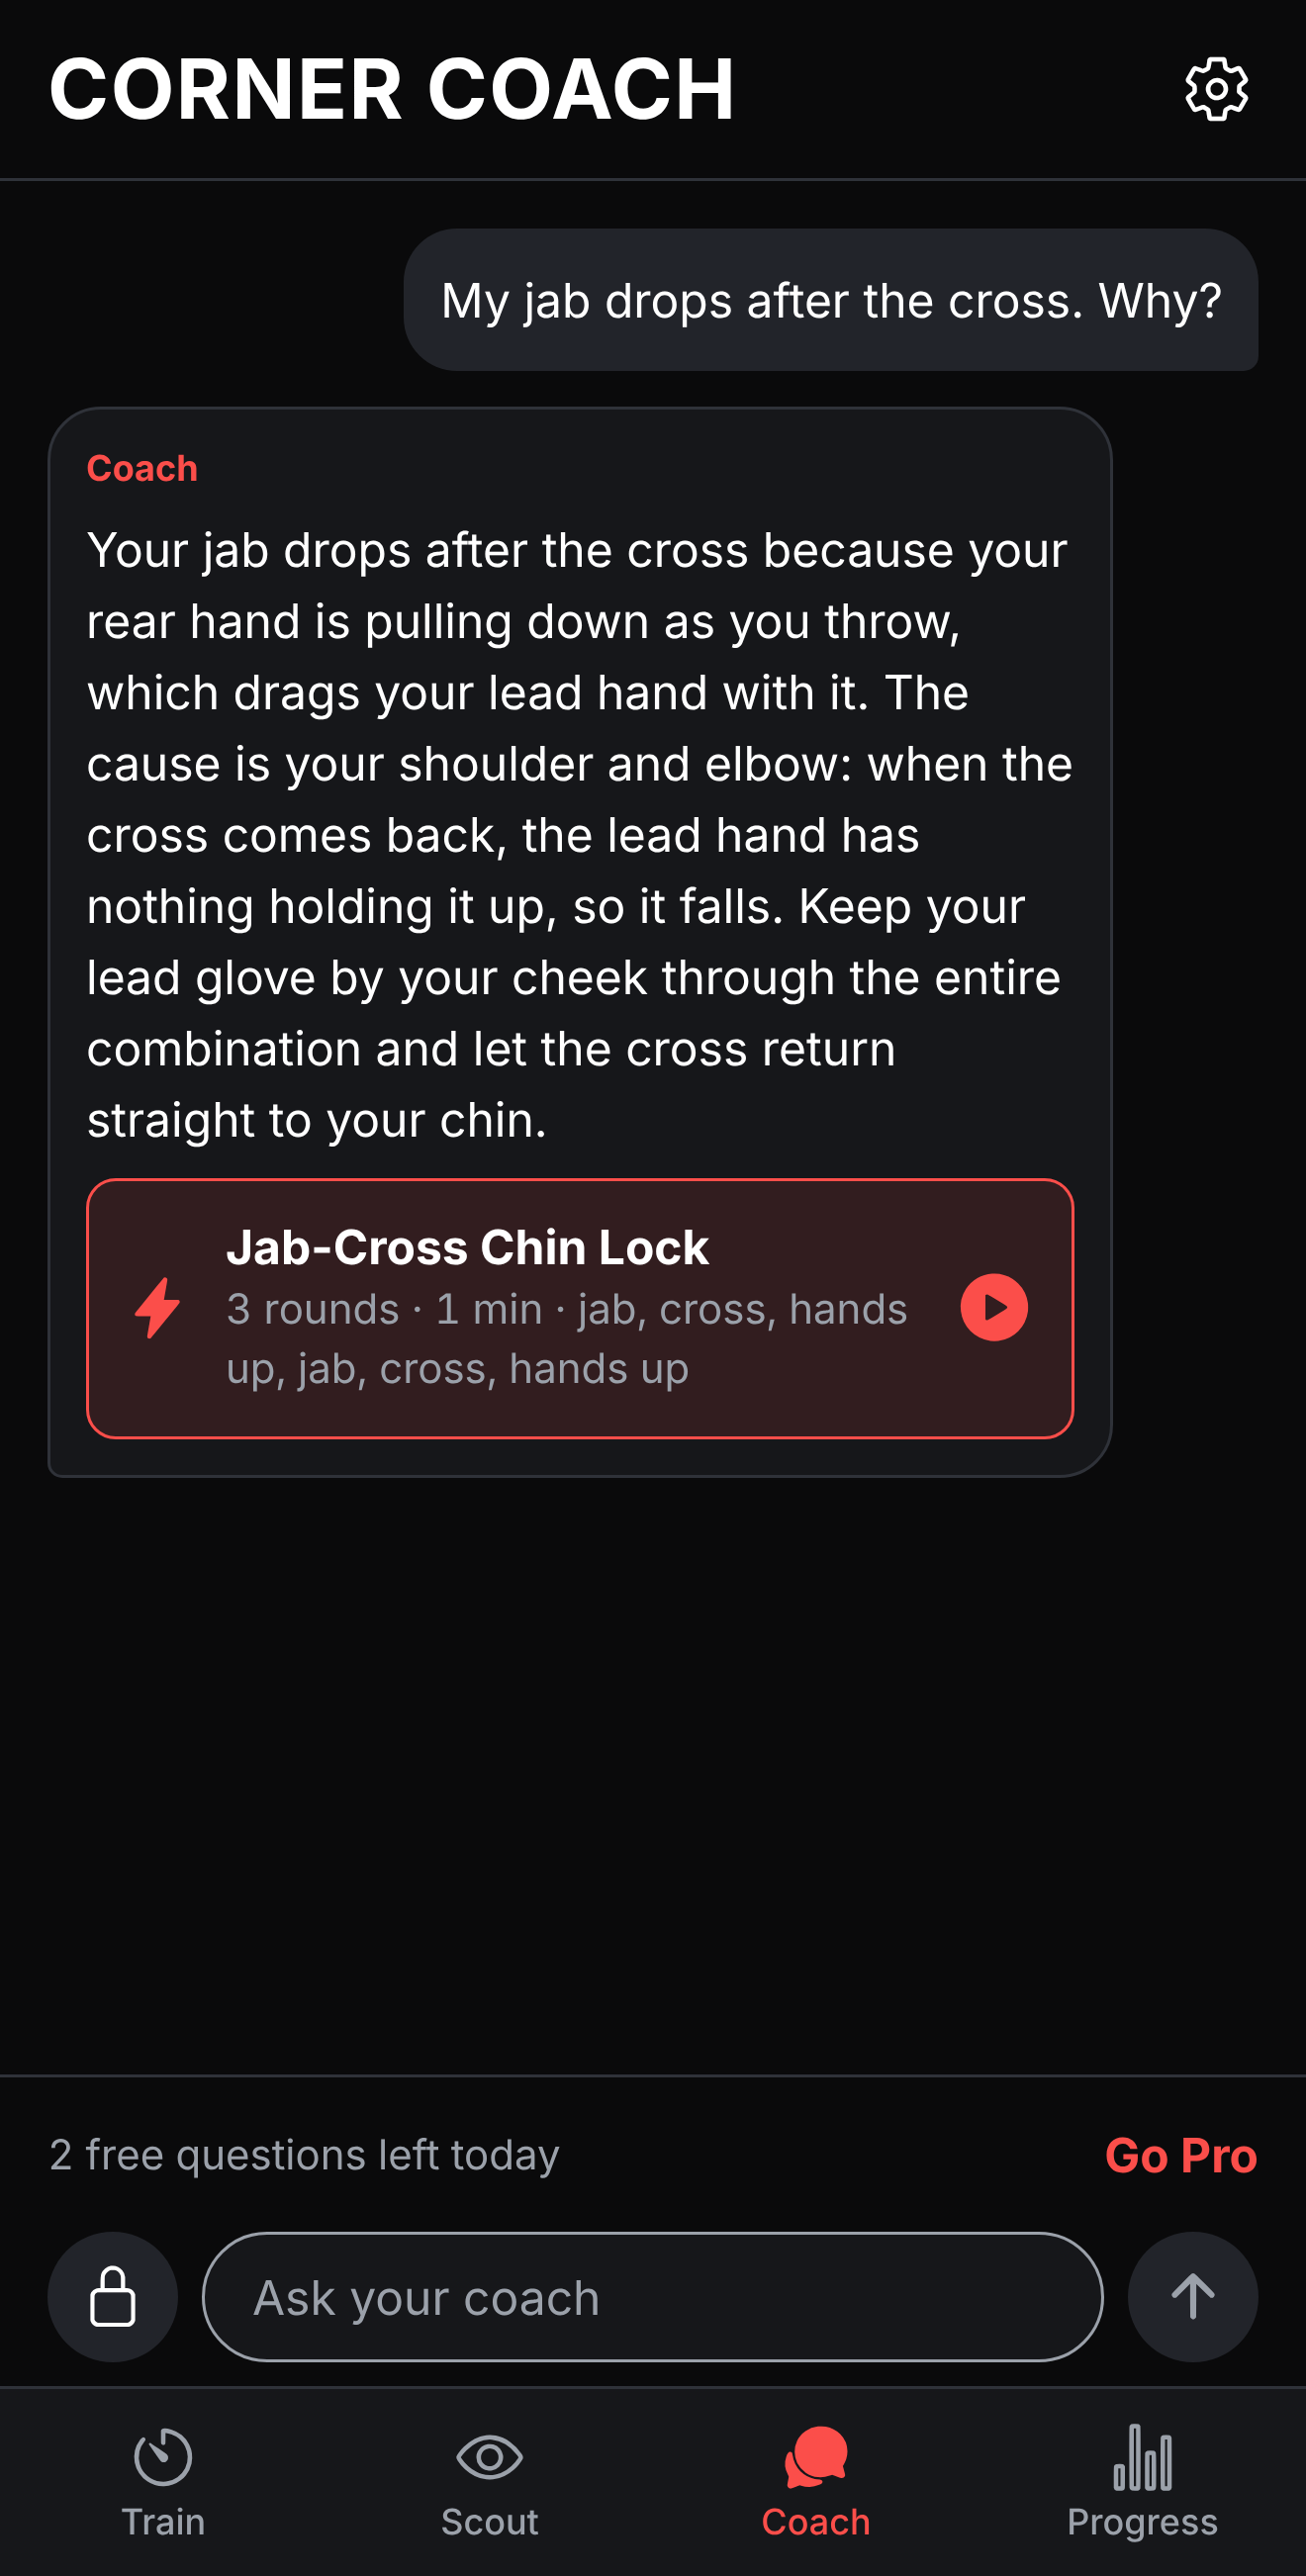 CORNER COACH
My jab drops after the cross. Why?
Coach
Your jab drops after the cross because your
rear hand is pulling down as you throw,
which drags your lead hand with it. The
cause is your shoulder and elbow: when the
cross comes back, the lead hand has
nothing holding it up, so it falls. Keep your
lead glove by your cheek through the entire
combination and let the cross return
straight to your chin.
Jab-Cross Chin Lock
3 rounds · 1 min · jab, cross, hands
up, jab, cross, hands up
2 free questions left today
Go Pro
Ask your coach
Train
Scout
Coach
Progress